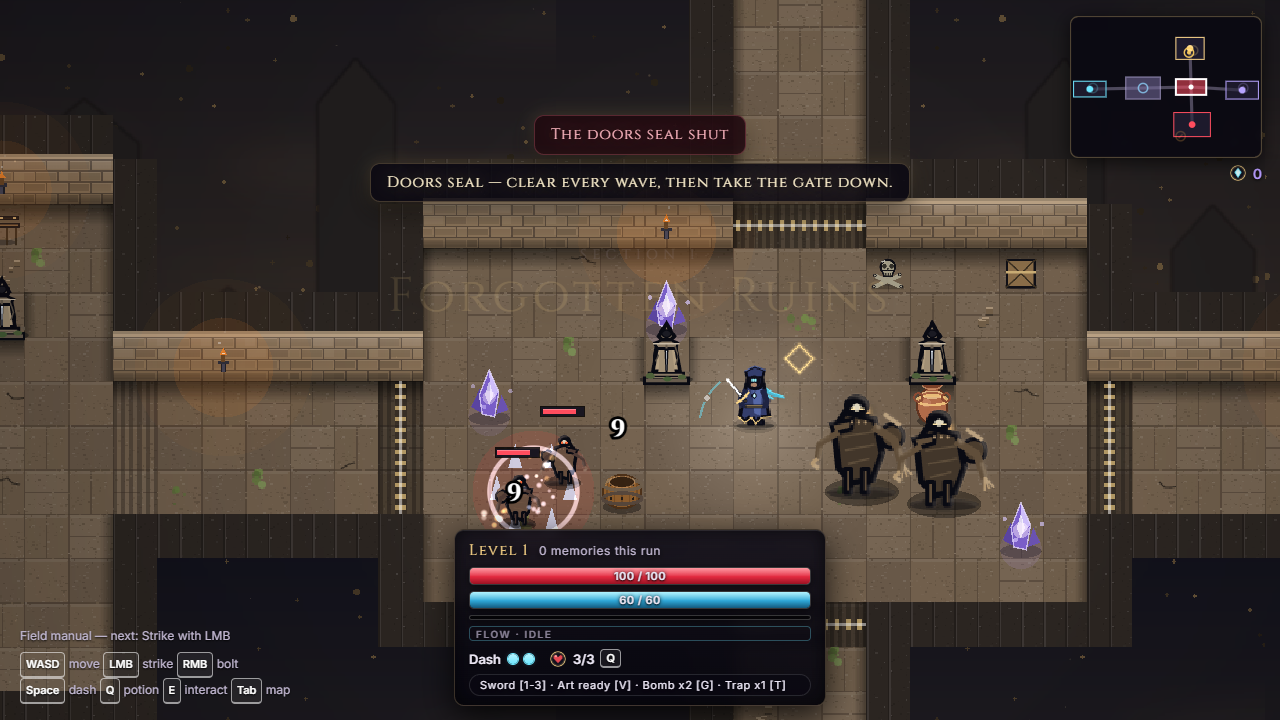 The doors seal shut
Doors seal — clear every wave, then take the gate down.
0
Forgotten Ruins
9
9
Level 1 0 memories this run
100 / 100
60 / 60
FLOW · IDLE
Dash 3/3 Q
Sword [1-3] · Art ready [V] · Bomb x2 [G] · Trap x1 [T]
Field manual — next: Strike with LMB
WASD move LMB strike RMB bolt
Space dash Q potion E interact Tab map